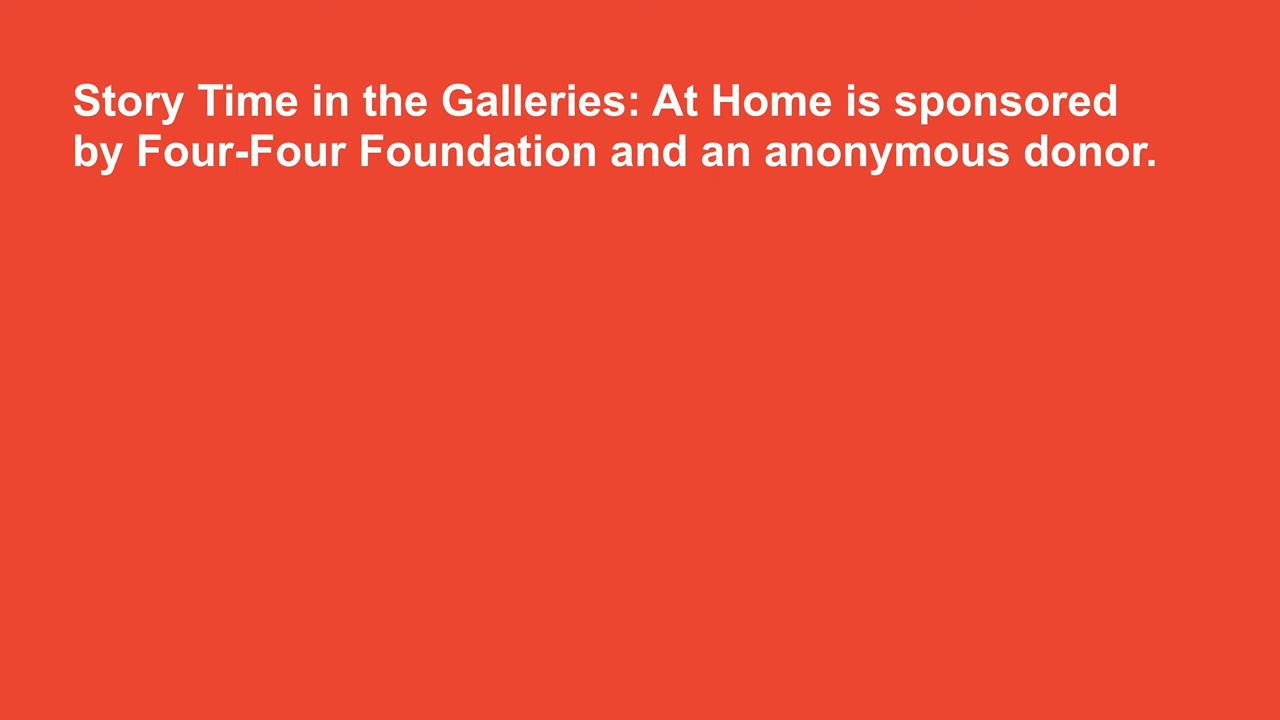 Story Time in the Galleries: At Home is sponsored
by Four-Four Foundation and an anonymous donor.